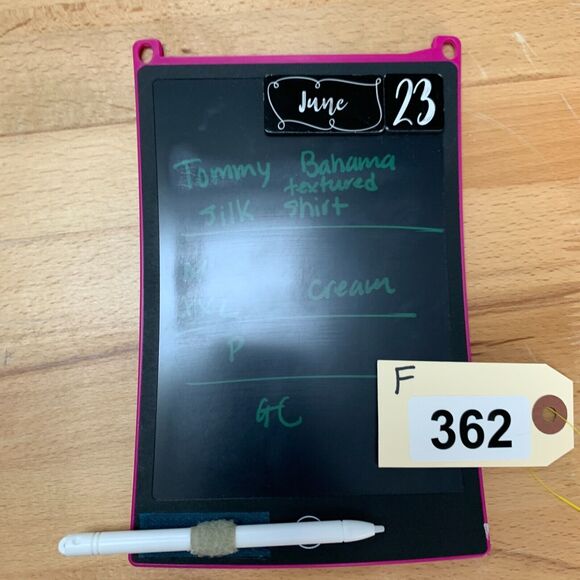 June 23
Tommy Bahama
textured
silk shirt
cream
P
GC
F
362